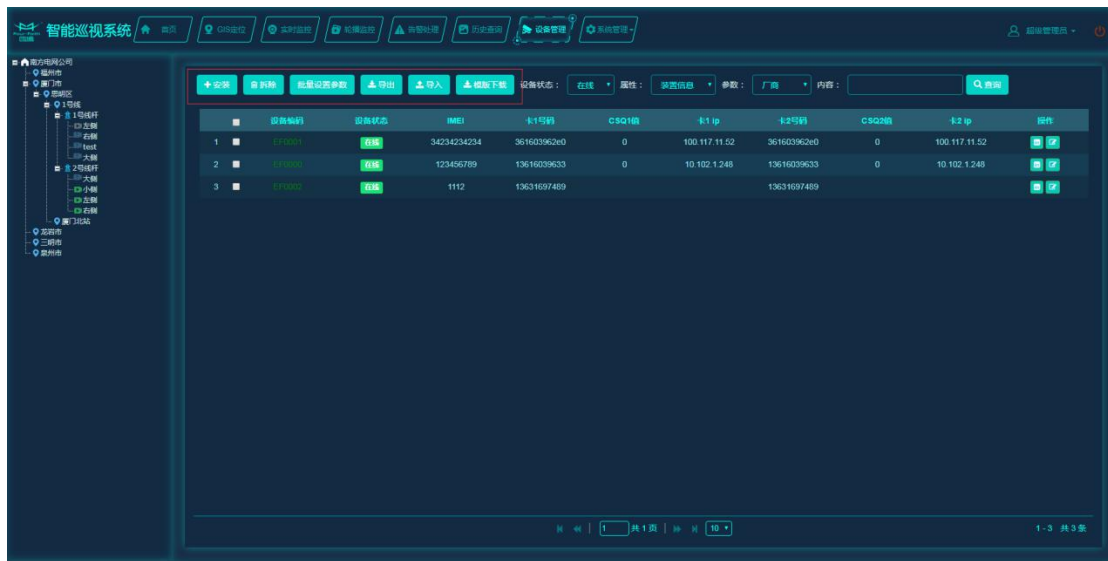 智能巡视系统 首页 GIS定位 实时监控 轮播监控 告警处理 历史查询 设备管理 系统管理 超级管理员
南方电网公司
福州市
厦门市
思明区
1号线
1号线杆
左侧
右侧
test
大侧
2号线杆
大侧
小侧
左侧
右侧
厦门北站
龙岩市
三明市
泉州市
安装 拆除 批量设置参数 导出 导入 模版下载 设备状态： 在线 属性： 装置信息 参数： 厂商 内容： 查询
设备编码 设备状态 IMEI 卡1号码 CSQ1值 卡1 ip 卡2号码 CSQ2值 卡2 ip 操作
1 EF0001 在线 34234234234 361603962e0 0 100.117.11.52 361603962e0 0 100.117.11.52
2 EF0000 在线 123456789 13616039633 0 10.102.1.248 13616039633 0 10.102.1.248
3 EF0002 在线 1112 13631697489 13631697489
1 共 1 页 10 1 - 3 共 3 条